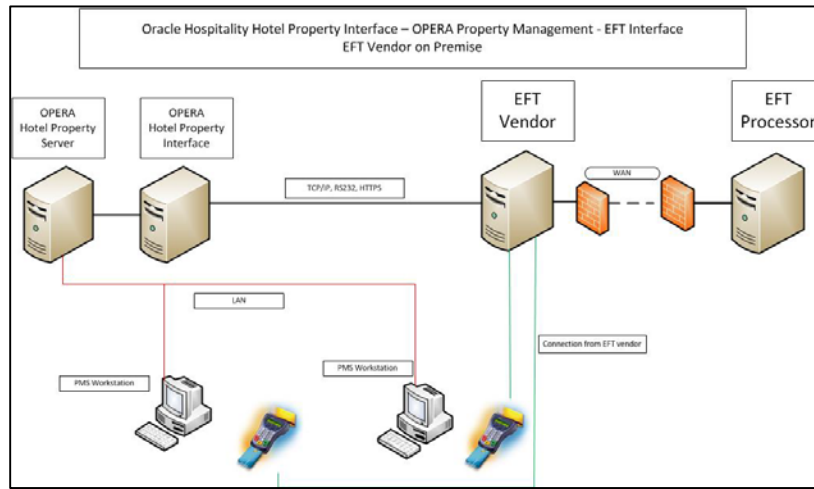 Oracle Hospitality Hotel Property Interface – OPERA Property Management - EFT Interface
EFT Vendor on Premise
OPERA
Hotel Property
Server
OPERA
Hotel Property
Interface
EFT
Vendor
EFT
Processor
WAN
TCP/IP, RS232, HTTPS
LAN
Connection from EFT vendor
PMS Workstation
PMS Workstation